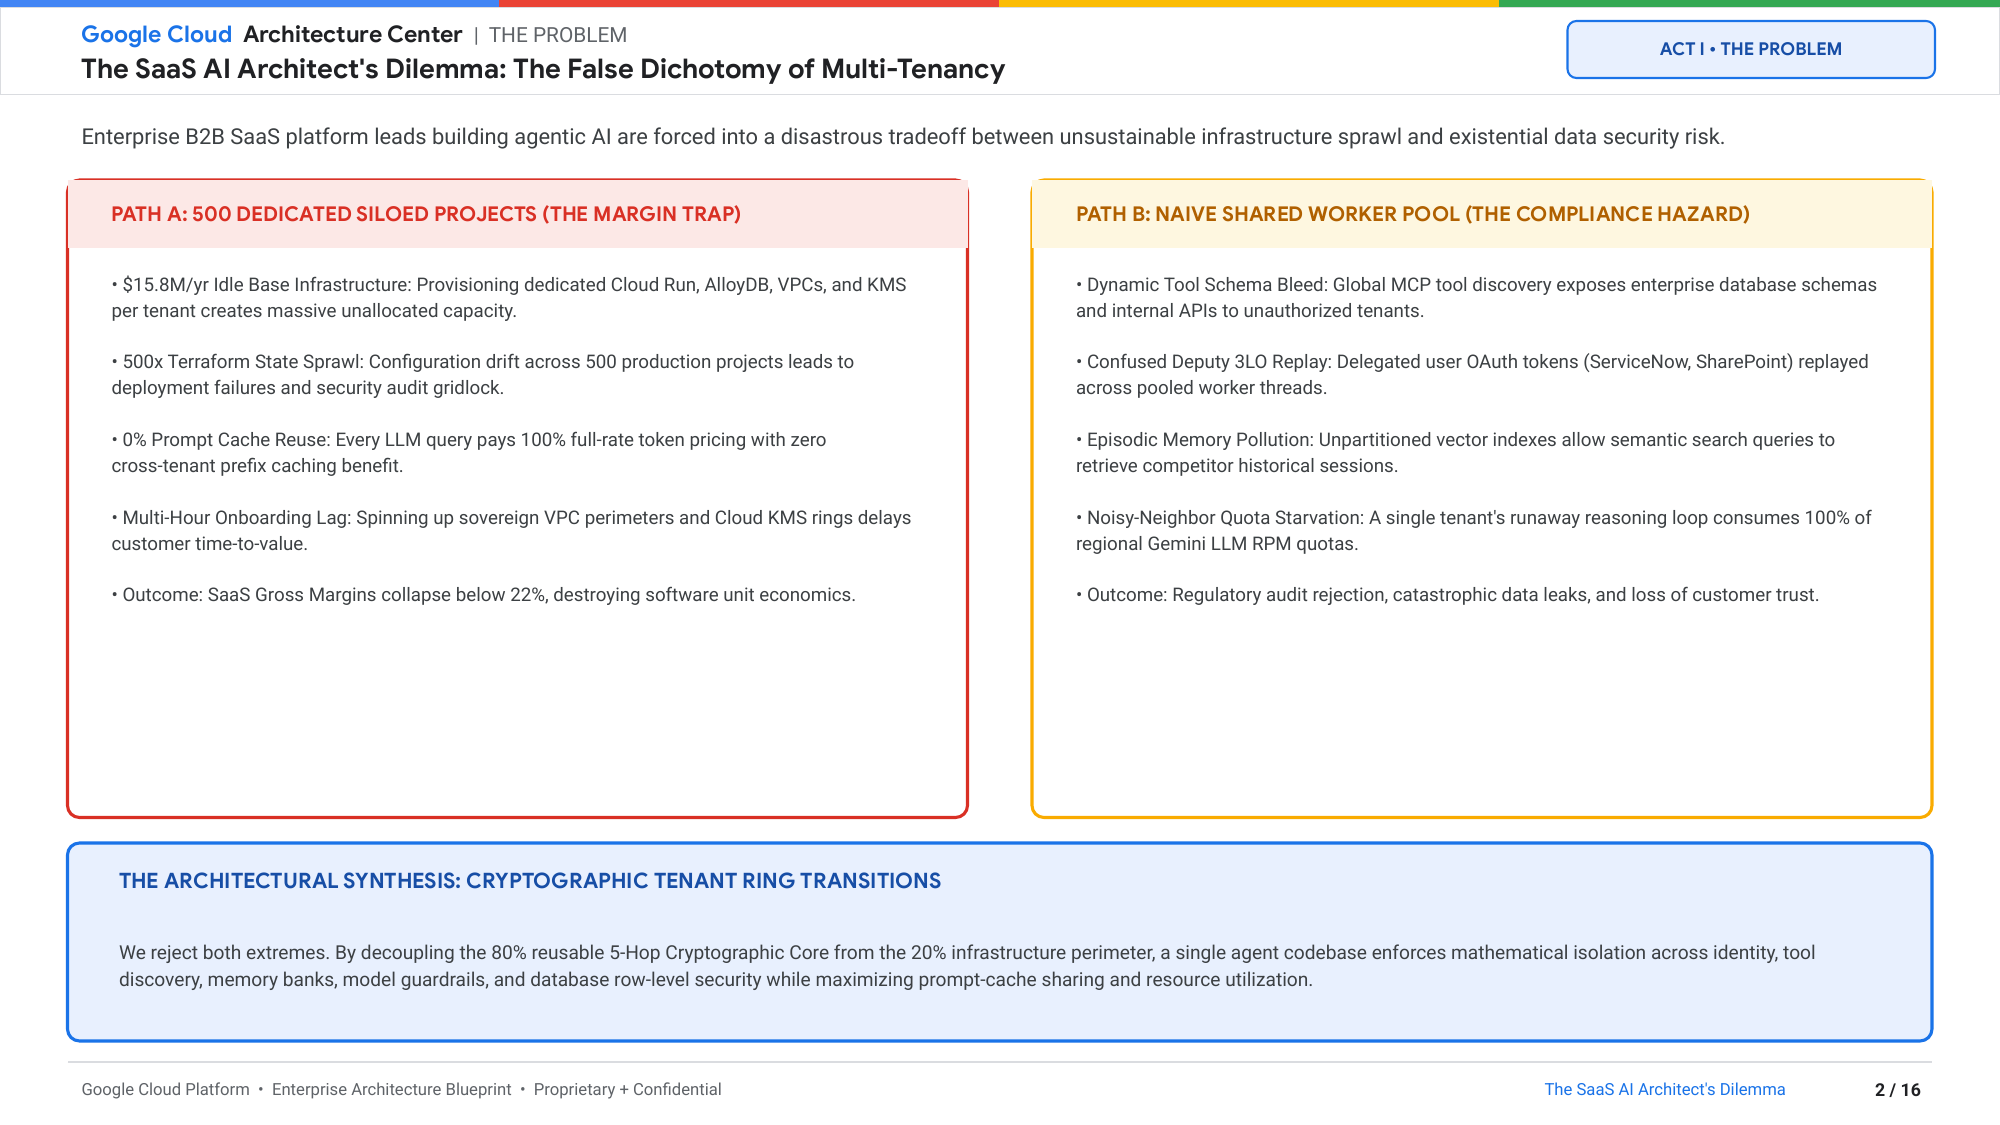 Google Cloud Architecture Center | THE PROBLEM
The SaaS AI Architect's Dilemma: The False Dichotomy of Multi-Tenancy
ACT I • THE PROBLEM
Enterprise B2B SaaS platform leads building agentic AI are forced into a disastrous tradeoff between unsustainable infrastructure sprawl and existential data security risk.
PATH A: 500 DEDICATED SILOED PROJECTS (THE MARGIN TRAP)
• $15.8M/yr Idle Base Infrastructure: Provisioning dedicated Cloud Run, AlloyDB, VPCs, and KMS
per tenant creates massive unallocated capacity.
• 500x Terraform State Sprawl: Configuration drift across 500 production projects leads to
deployment failures and security audit gridlock.
• 0% Prompt Cache Reuse: Every LLM query pays 100% full-rate token pricing with zero
cross-tenant prefix caching benefit.
• Multi-Hour Onboarding Lag: Spinning up sovereign VPC perimeters and Cloud KMS rings delays
customer time-to-value.
• Outcome: SaaS Gross Margins collapse below 22%, destroying software unit economics.
PATH B: NAIVE SHARED WORKER POOL (THE COMPLIANCE HAZARD)
• Dynamic Tool Schema Bleed: Global MCP tool discovery exposes enterprise database schemas
and internal APIs to unauthorized tenants.
• Confused Deputy 3LO Replay: Delegated user OAuth tokens (ServiceNow, SharePoint) replayed
across pooled worker threads.
• Episodic Memory Pollution: Unpartitioned vector indexes allow semantic search queries to
retrieve competitor historical sessions.
• Noisy-Neighbor Quota Starvation: A single tenant's runaway reasoning loop consumes 100% of
regional Gemini LLM RPM quotas.
• Outcome: Regulatory audit rejection, catastrophic data leaks, and loss of customer trust.
THE ARCHITECTURAL SYNTHESIS: CRYPTOGRAPHIC TENANT RING TRANSITIONS
We reject both extremes. By decoupling the 80% reusable 5-Hop Cryptographic Core from the 20% infrastructure perimeter, a single agent codebase enforces mathematical isolation across identity, tool
discovery, memory banks, model guardrails, and database row-level security while maximizing prompt-cache sharing and resource utilization.
Google Cloud Platform • Enterprise Architecture Blueprint • Proprietary + Confidential
The SaaS AI Architect's Dilemma
2 / 16